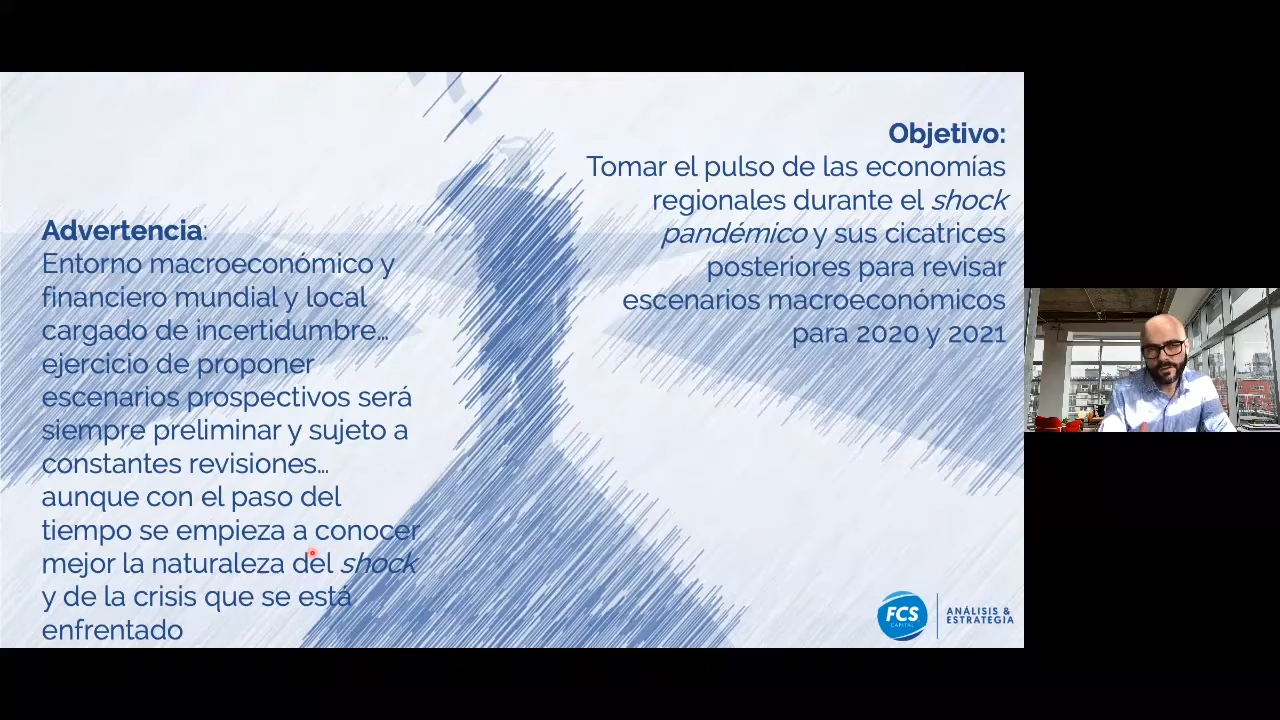 Objetivo:
Tomar el pulso de las economías
regionales durante el shock
pandémico y sus cicatrices
posteriores para revisar
escenarios macroeconómicos
para 2020 y 2021
Advertencia:
Entorno macroeconómico y
financiero mundial y local
cargado de incertidumbre...
ejercicio de proponer
escenarios prospectivos será
siempre preliminar y sujeto a
constantes revisiones...
aunque con el paso del
tiempo se empieza a conocer
mejor la naturaleza del shock
y de la crisis que se está
enfrentado
FCS
CAPITAL
ANÁLISIS &
ESTRATEGIA